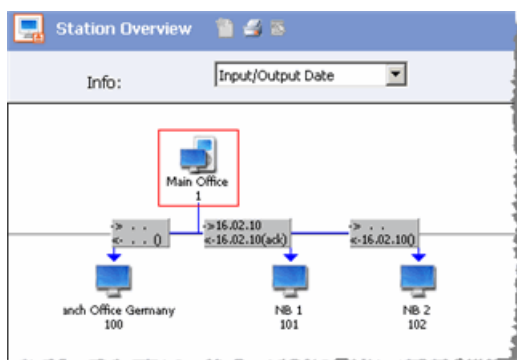 Station Overview
Info:
Input/Output Date
Main Office
1
-> . .
<- . . ()
->16.02.10
<-16.02.10(ack)
-> . .
<-16.02.10()
anch Office Germany
100
NB 1
101
NB 2
102